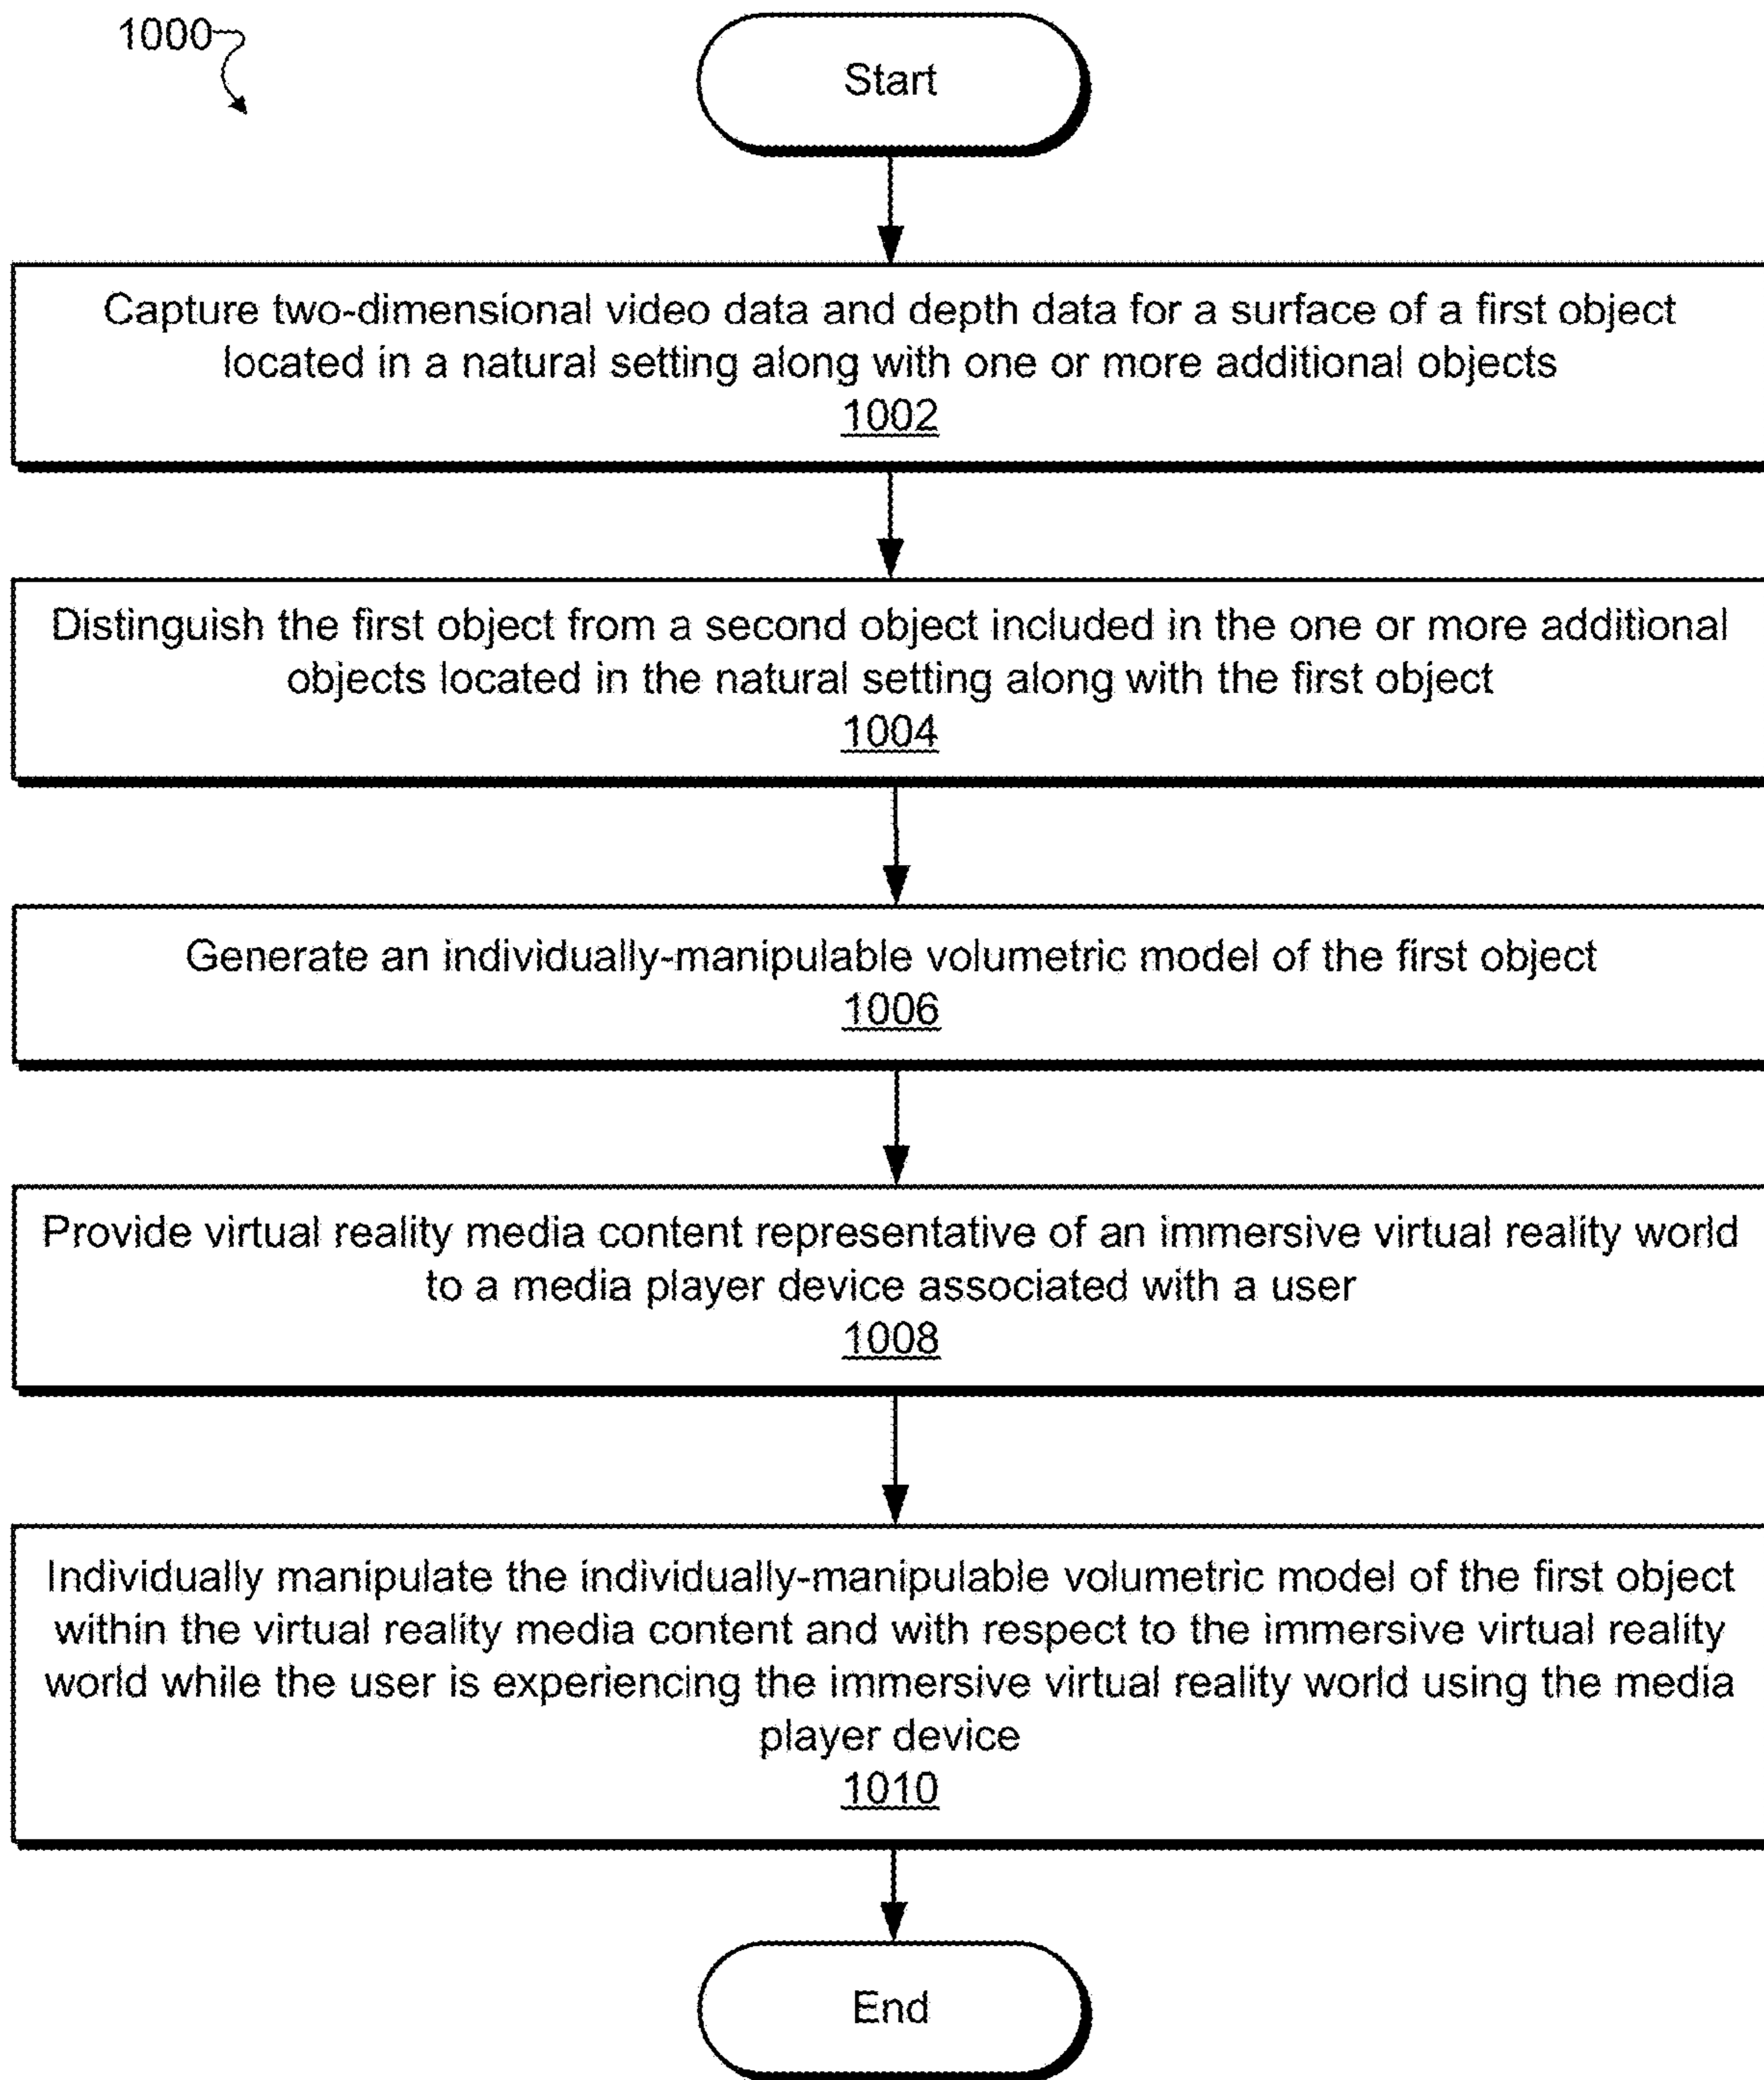 1000
Start
Capture two-dimensional video data and depth data for a surface of a first object
located in a natural setting along with one or more additional objects
1002
Distinguish the first object from a second object included in the one or more additional
objects located in the natural setting along with the first object
1004
Generate an individually-manipulable volumetric model of the first object
1006
Provide virtual reality media content representative of an immersive virtual reality world
to a media player device associated with a user
1008
Individually manipulate the individually-manipulable volumetric model of the first object
within the virtual reality media content and with respect to the immersive virtual reality
world while the user is experiencing the immersive virtual reality world using the media
player device
1010
End